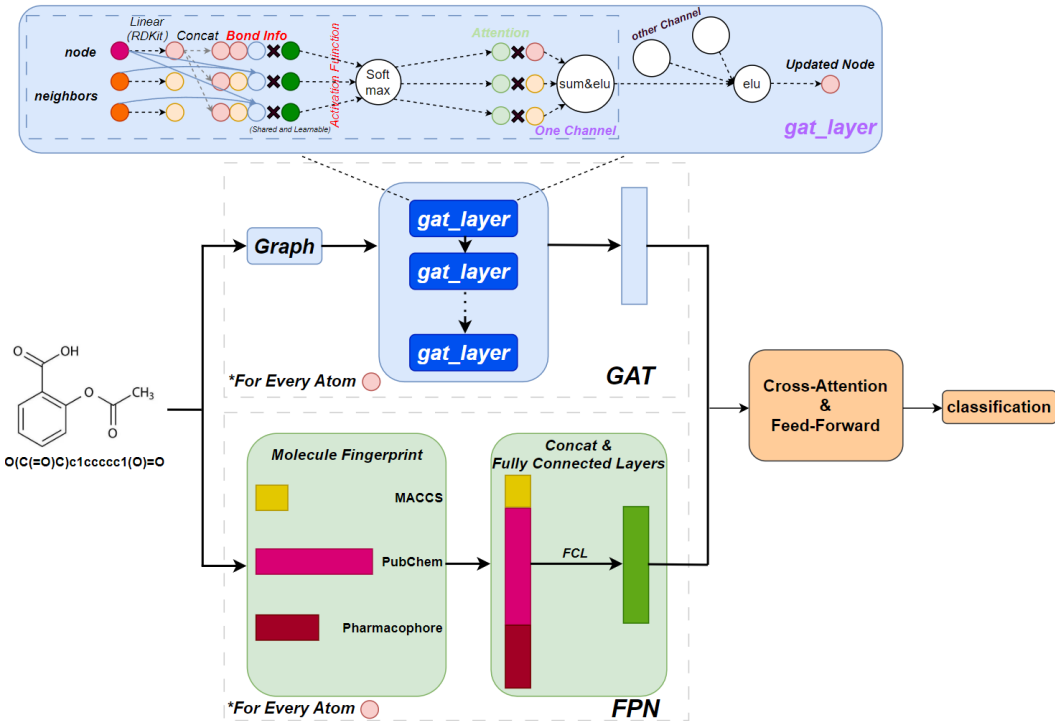 Linear
(RDKit)
Concat
Bond Info
node
neighbors
(Shared and Learnable)
Activation Function
Soft
max
Attention
sum&elu
One Channel
other Channel
elu
Updated Node
gat_layer
Graph
gat_layer
gat_layer
gat_layer
*For Every Atom
GAT
O
OH
O
CH3
O
O(C(=O)C)c1ccccc1(O)=O
Molecule Fingerprint
MACCS
PubChem
Pharmacophore
Concat &
Fully Connected Layers
FCL
*For Every Atom
FPN
Cross-Attention
&
Feed-Forward
classification